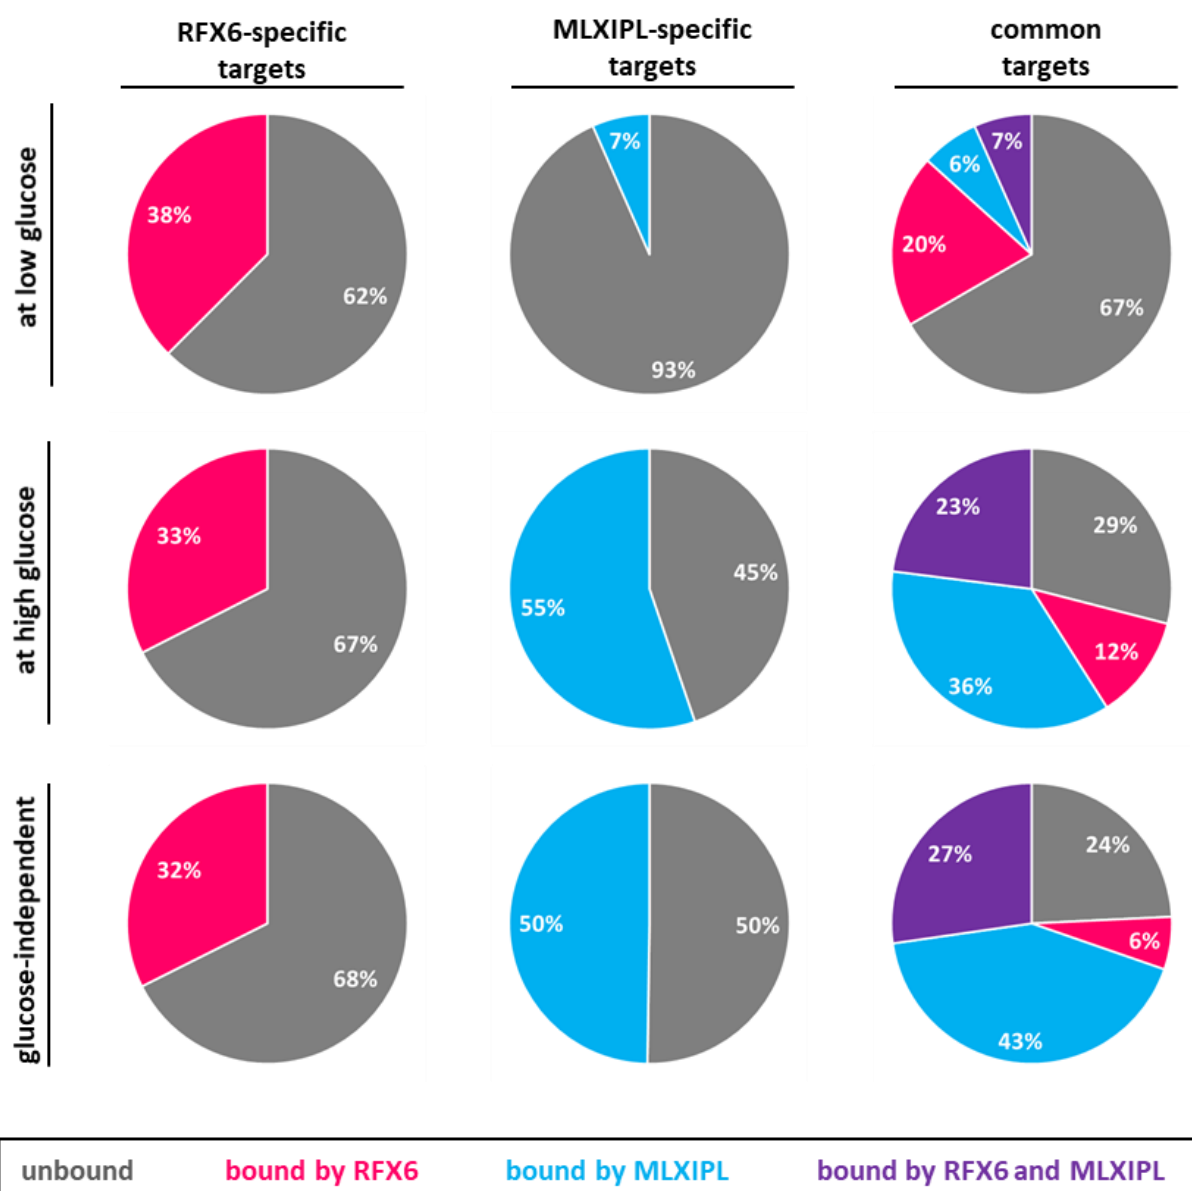 RFX6-specific
targets
MLXIPL-specific
targets
common
targets
at low glucose
38%
62%
7%
93%
7%
6%
20%
67%
at high glucose
33%
67%
55%
45%
23%
29%
12%
36%
glucose-independent
32%
68%
50%
50%
27%
24%
6%
43%
unbound
bound by RFX6
bound by MLXIPL
bound by RFX6 and MLXIPL